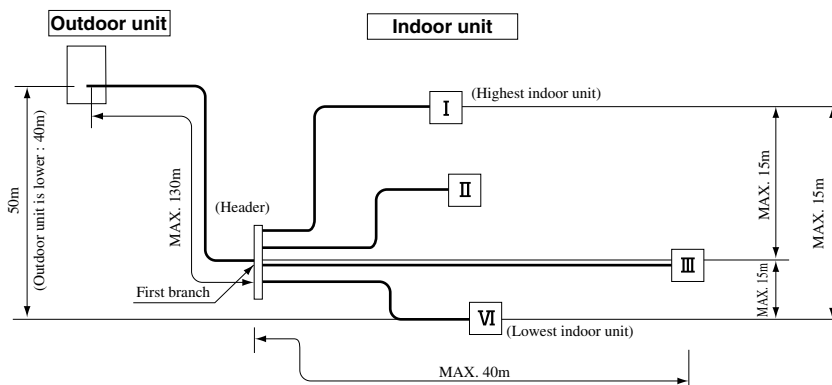 Outdoor unit
Indoor unit
I
(Highest indoor unit)
50m
(Outdoor unit is lower : 40m)
MAX. 130m
(Header)
II
MAX. 15m
MAX. 15m
III
First branch
MAX. 15m
VI
(Lowest indoor unit)
MAX. 40m